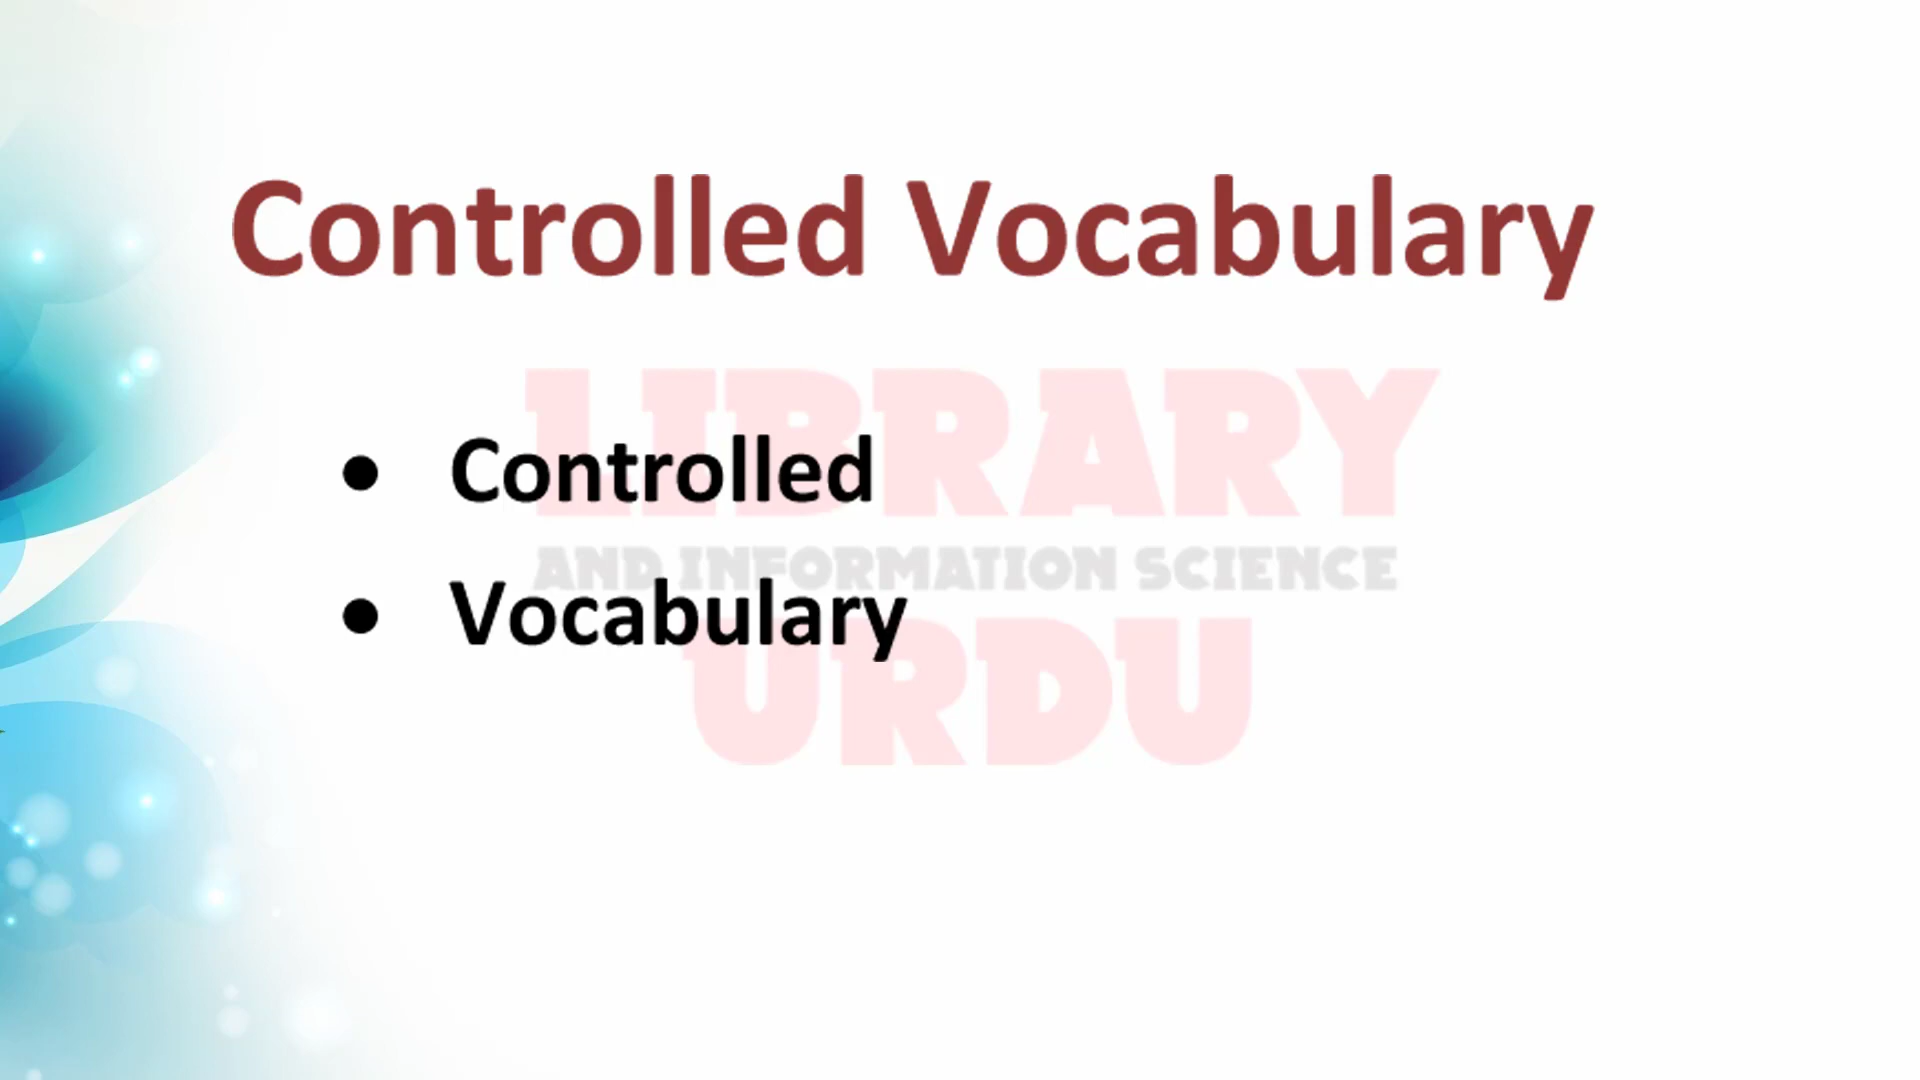 Controlled Vocabulary
LIBRARY
• Controlled
AND INFORMATION SCIENCE
• Vocabulary
URDU